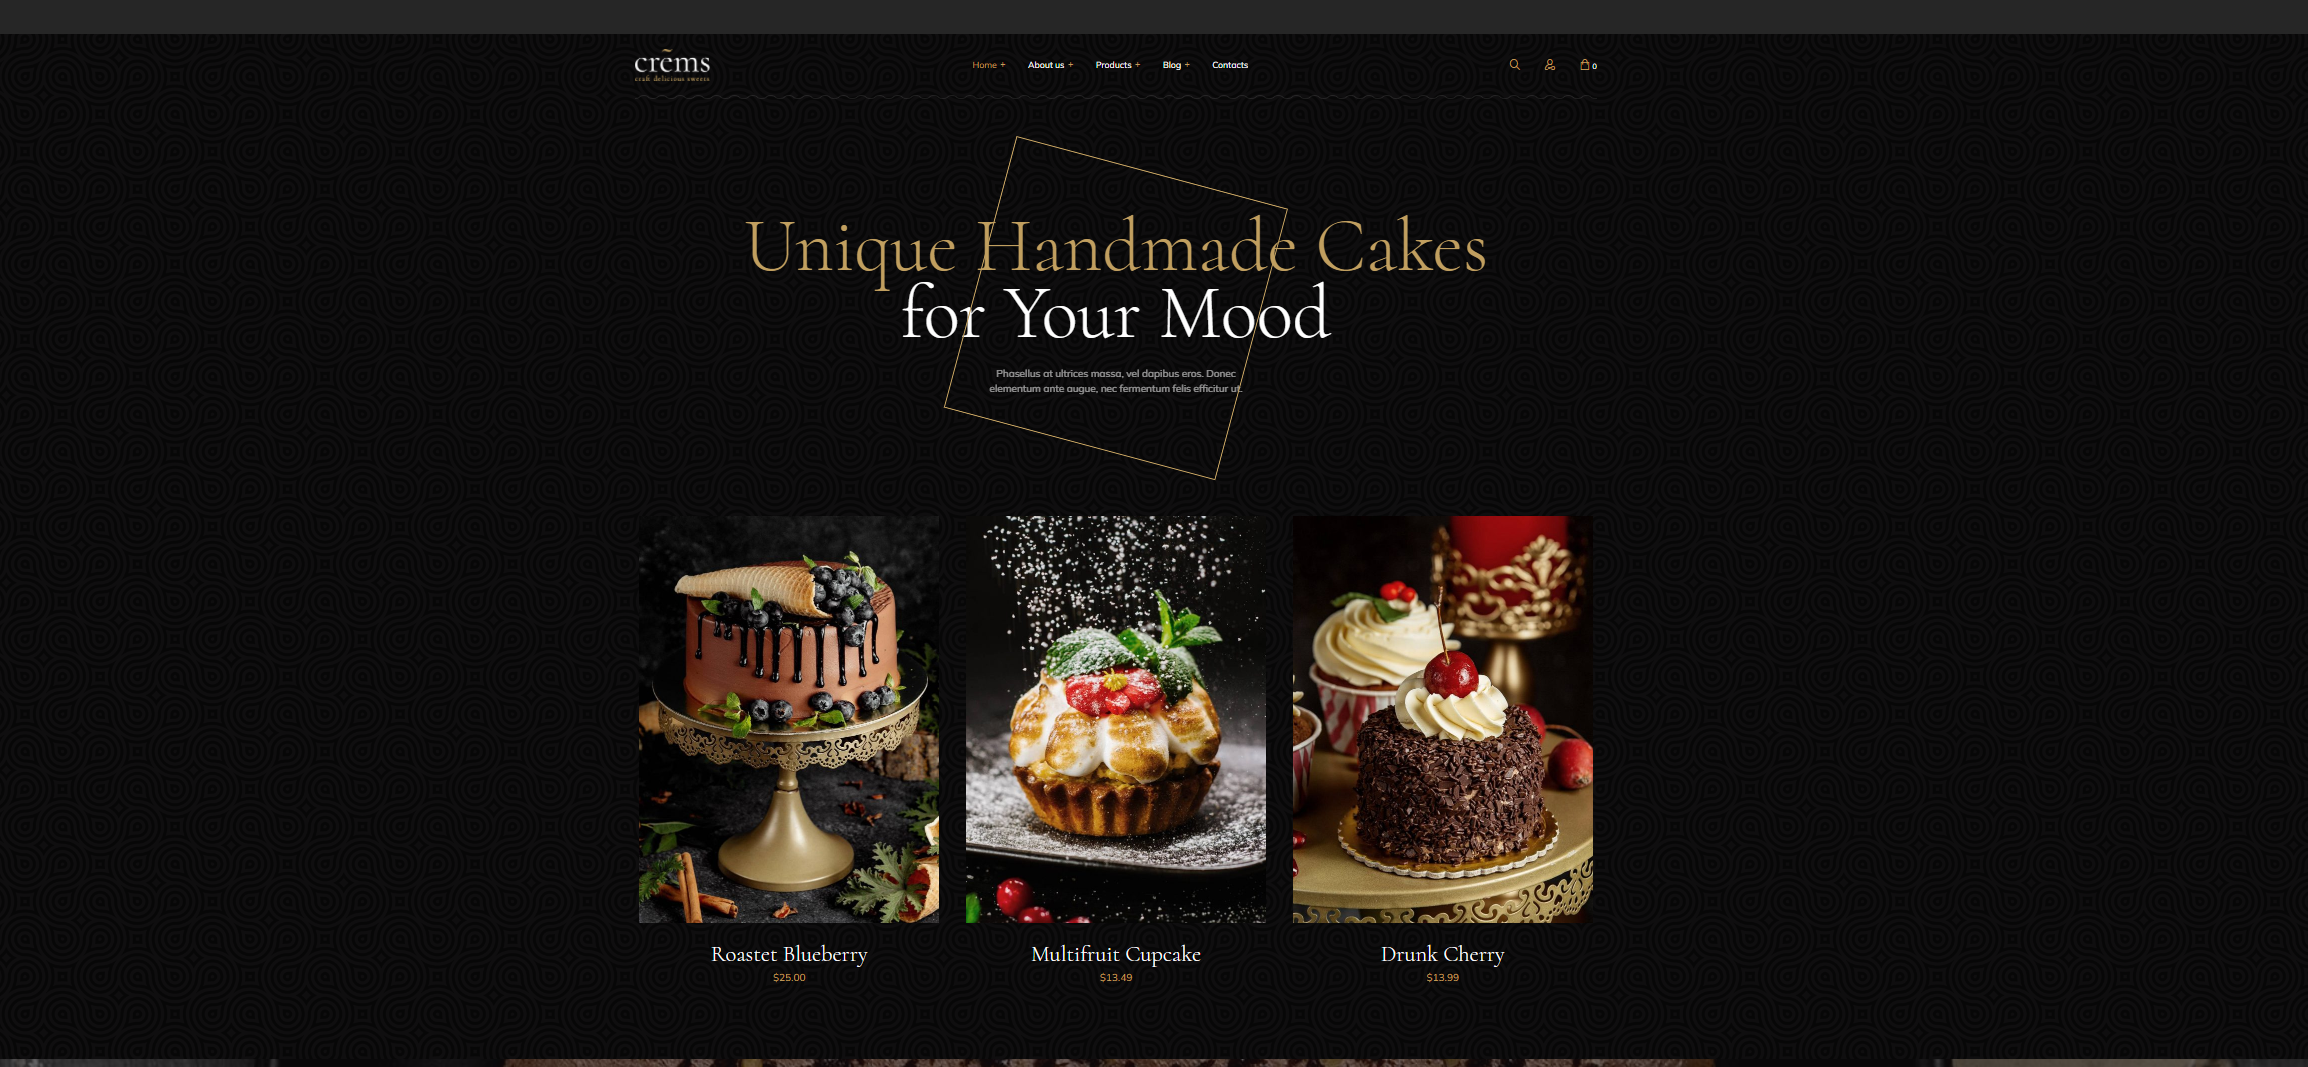 crems
craft delicious sweets
Home + About us + Products + Blog + Contacts
0
Unique Handmade Cakes
for Your Mood
Phasellus at ultrices massa, vel dapibus eros. Donec
elementum ante augue, nec fermentum felis efficitur ut.
Roastet Blueberry
$25.00
Multifruit Cupcake
$13.49
Drunk Cherry
$13.99